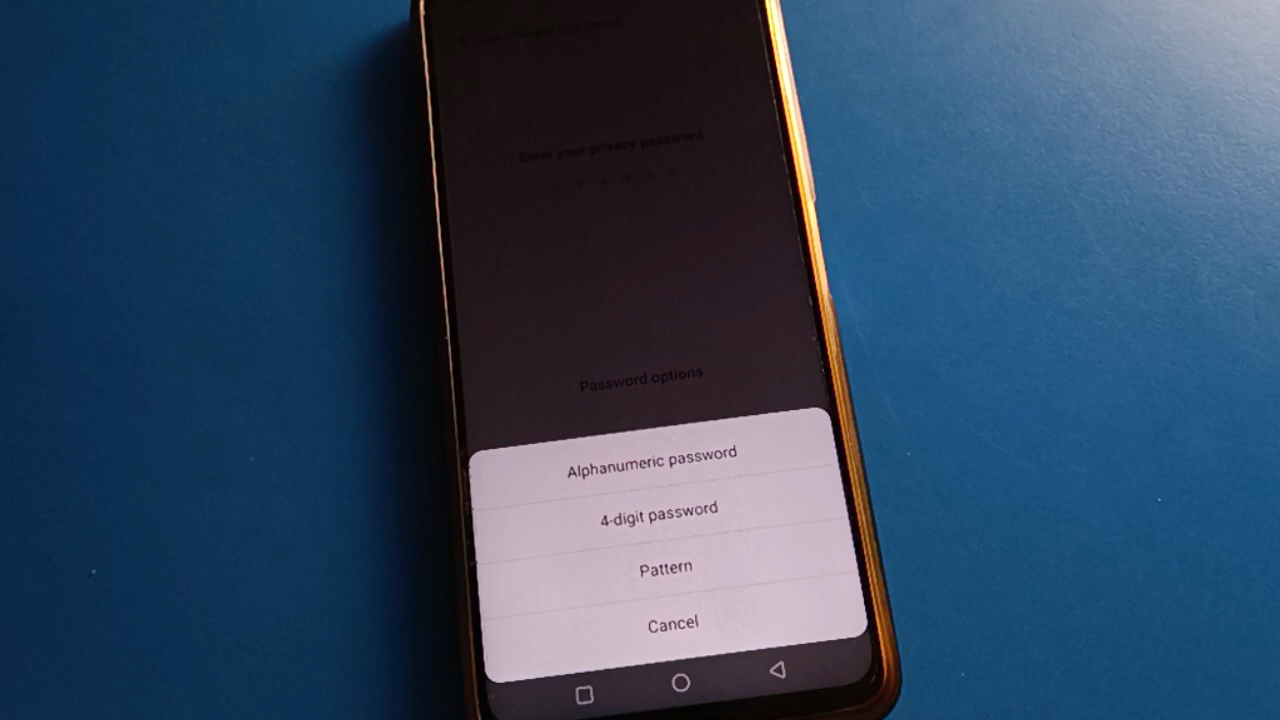 Enter your privacy password
Password options
Alphanumeric password
4-digit password
Pattern
Cancel